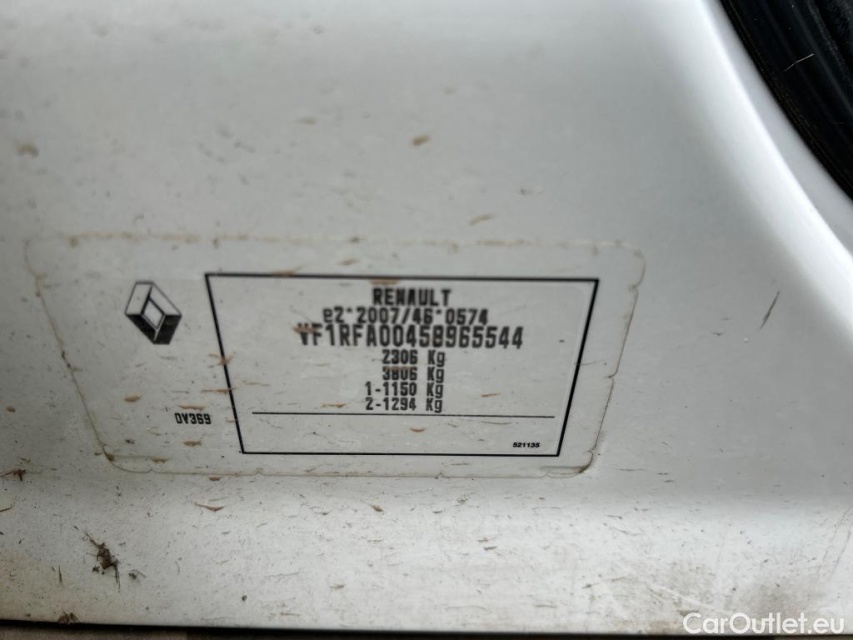 RENAULT
e2*2007/46*0574
VF1RFA00458965544
2306 Kg
3806 Kg
1-1150 Kg
2-1294 Kg
DV369
521135
CarOutlet.eu